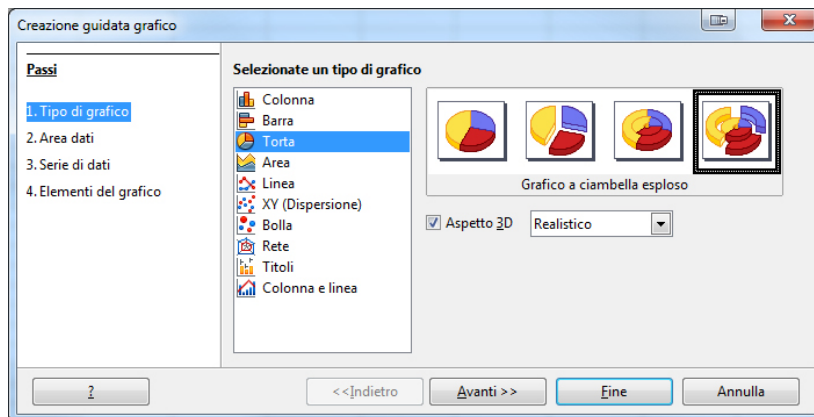 Creazione guidata grafico
Passi
1. Tipo di grafico
2. Area dati
3. Serie di dati
4. Elementi del grafico
Selezionate un tipo di grafico
Colonna
Barra
Torta
Area
Linea
XY (Dispersione)
Bolla
Rete
Titoli
Colonna e linea
Grafico a ciambella esploso
Aspetto 3D
Realistico
?
<<Indietro
Avanti >>
Fine
Annulla